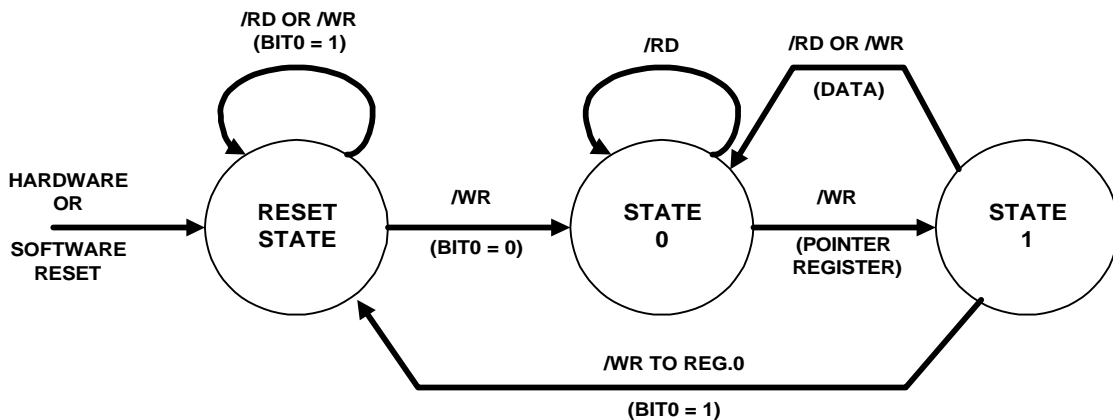 /RD OR /WR
(BIT0 = 1)
/RD
/RD OR /WR
(DATA)
HARDWARE
OR
SOFTWARE
RESET
RESET
STATE
/WR
(BIT0 = 0)
STATE
0
/WR
(POINTER
REGISTER)
STATE
1
/WR TO REG.0
(BIT0 = 1)